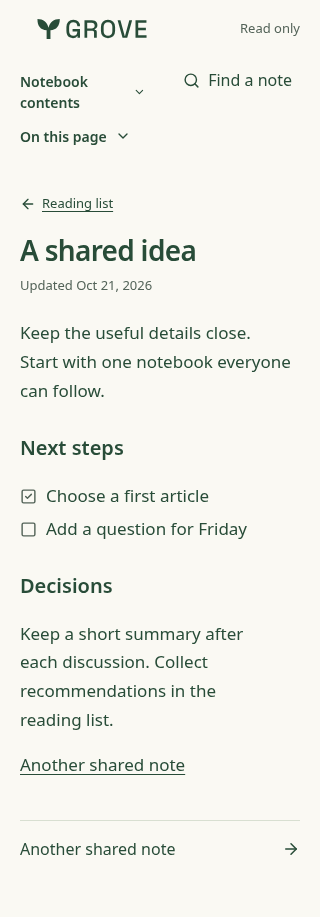 GROVE
Read only
Notebook
contents
Find a note
On this page
Reading list
A shared idea
Updated Oct 21, 2026
Keep the useful details close.
Start with one notebook everyone
can follow.
Next steps
Choose a first article
Add a question for Friday
Decisions
Keep a short summary after
each discussion. Collect
recommendations in the
reading list.
Another shared note
Another shared note